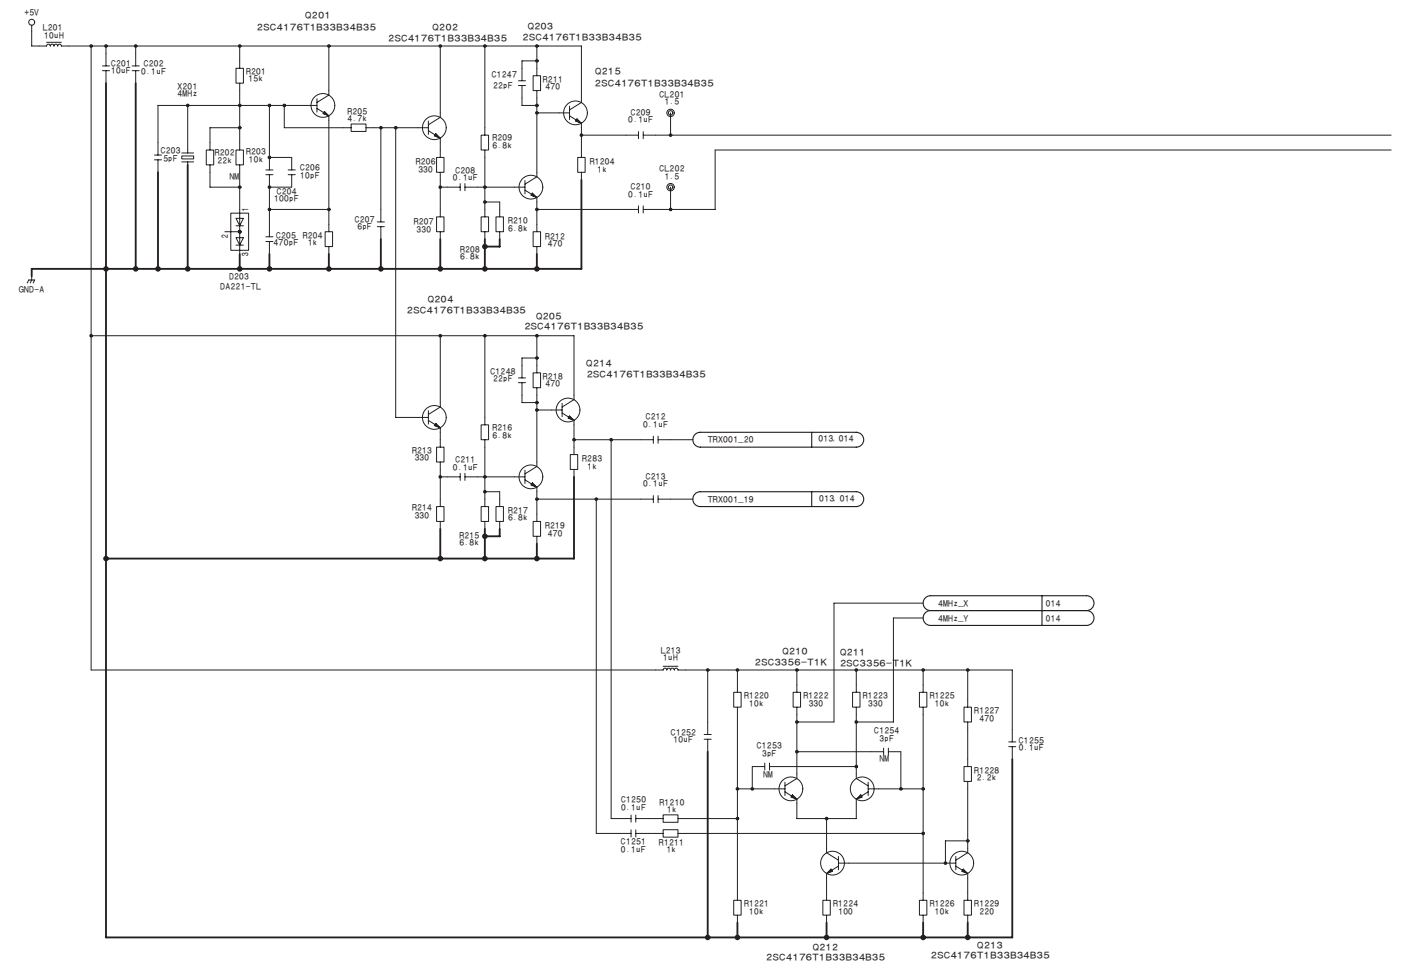 +5V
L201
10uH
Q201
2SC4176T1B33B34B35
Q202
2SC4176T1B33B34B35
Q203
2SC4176T1B33B34B35
C201
10uF
C202
0.1uF
R201
15k
X201
4MHz
C1247
22pF
R211
470
Q215
2SC4176T1B33B34B35
CL201
1.5
C209
0.1uF
R205
4.7k
R209
6.8k
C203
5pF
R202
22k
R203
10k
NM
C206
10pF
C204
100pF
R206
330
C208
0.1uF
R1204
1k
CL202
1.5
C210
0.1uF
1
2
3
C205
470pF
R204
1k
C207
6pF
R207
330
R208
6.8k
R210
6.8k
R212
470
D203
DA221-TL
GND-A
Q204
2SC4176T1B33B34B35
Q205
2SC4176T1B33B34B35
Q214
2SC4176T1B33B34B35
C1248
22pF
R218
470
R216
6.8k
C212
0.1uF
TRX001_20 013 014
R213
330
C211
0.1uF
R283
1k
C213
0.1uF
TRX001_19 013 014
R214
330
R215
6.8k
R217
6.8k
R219
470
4MHz_X 014
4MHz_Y 014
L213
1uH
Q210
2SC3356-T1K
Q211
2SC3356-T1K
R1220
10k
R1222
330
R1223
330
R1225
10k
R1227
470
C1252
10uF
C1253
3pF
NM
C1254
3pF
NM
C1255
0.1uF
R1228
2.2k
C1250
0.1uF
R1210
1k
C1251
0.1uF
R1211
1k
R1221
10k
R1224
100
R1226
10k
R1229
220
Q212
2SC4176T1B33B34B35
Q213
2SC4176T1B33B34B35